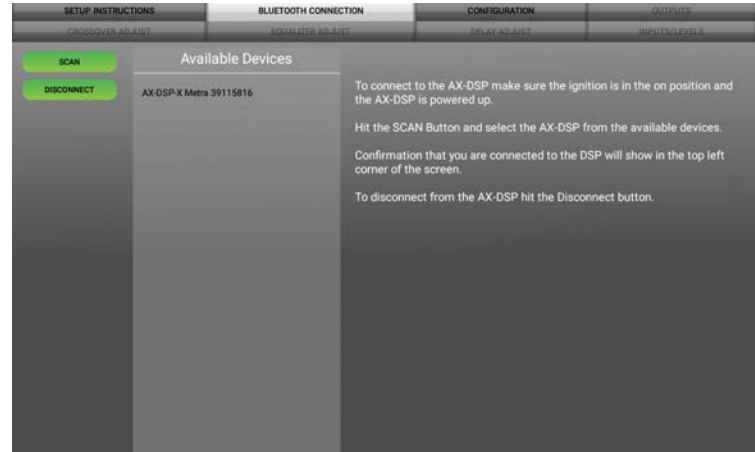 SETUP INSTRUCTIONS BLUETOOTH CONNECTION CONFIGURATION OUTPUTS
CROSSOVER ADJUST EQUALIZER ADJUST DELAY ADJUST INPUTS/LEVELS
SCAN
DISCONNECT
Available Devices
AX-DSP-X Metra 39115816
To connect to the AX-DSP make sure the ignition is in the on position and
the AX-DSP is powered up.
Hit the SCAN Button and select the AX-DSP from the available devices.
Confirmation that you are connected to the DSP will show in the top left
corner of the screen.
To disconnect from the AX-DSP hit the Disconnect button.